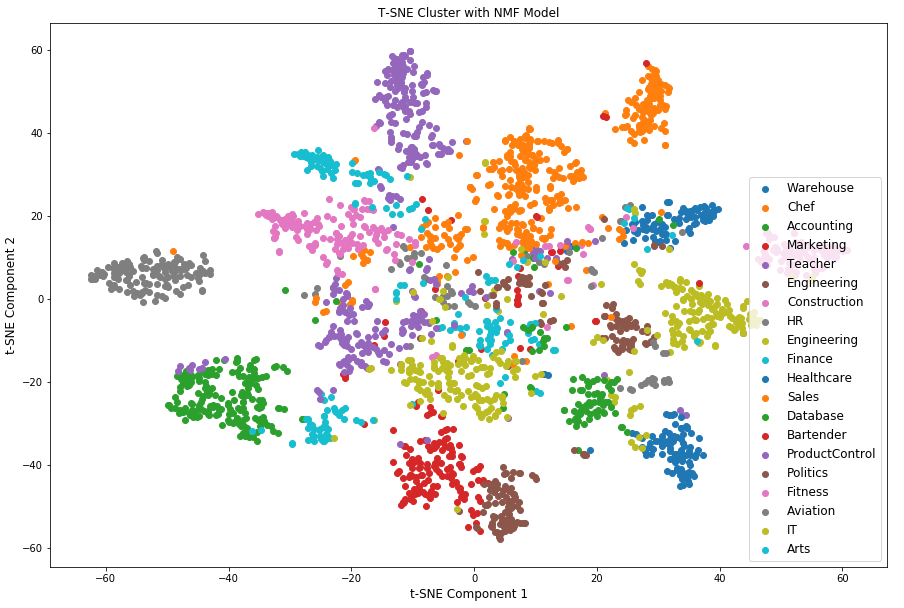 T-SNE Cluster with NMF Model
t-SNE Component 2
60
40
20
0
−20
−40
−60
−60
−40
−20
0
20
40
60
t-SNE Component 1
Warehouse
Chef
Accounting
Marketing
Teacher
Engineering
Construction
HR
Engineering
Finance
Healthcare
Sales
Database
Bartender
ProductControl
Politics
Fitness
Aviation
IT
Arts